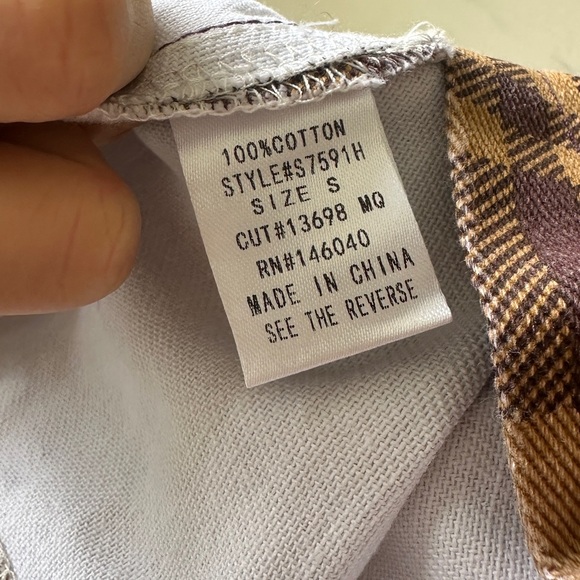 100%COTTON
STYLE#S7591H
SIZE S
CUT#13698 MQ
RN#146040
MADE IN CHINA
SEE THE REVERSE